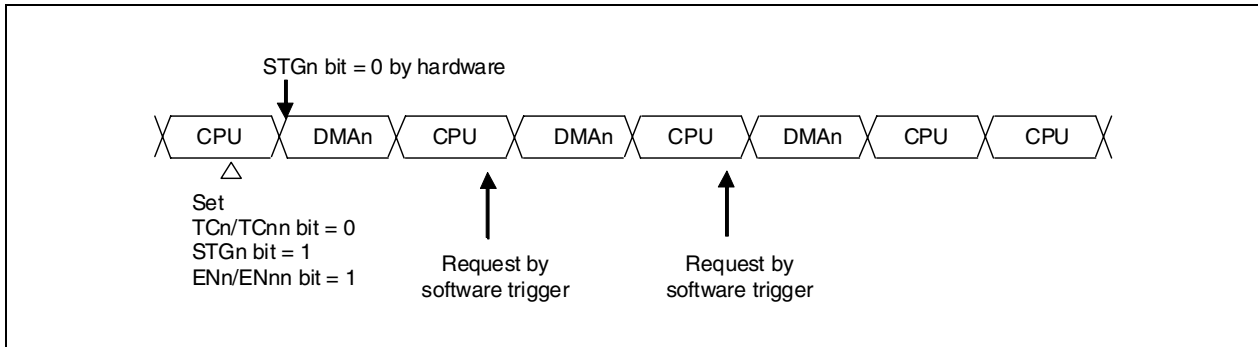 STGn bit = 0 by hardware
CPU DMAn CPU DMAn CPU DMAn CPU CPU
Set
TCn/TCnn bit = 0
STGn bit = 1
ENn/ENnn bit = 1
Request by
software trigger
Request by
software trigger